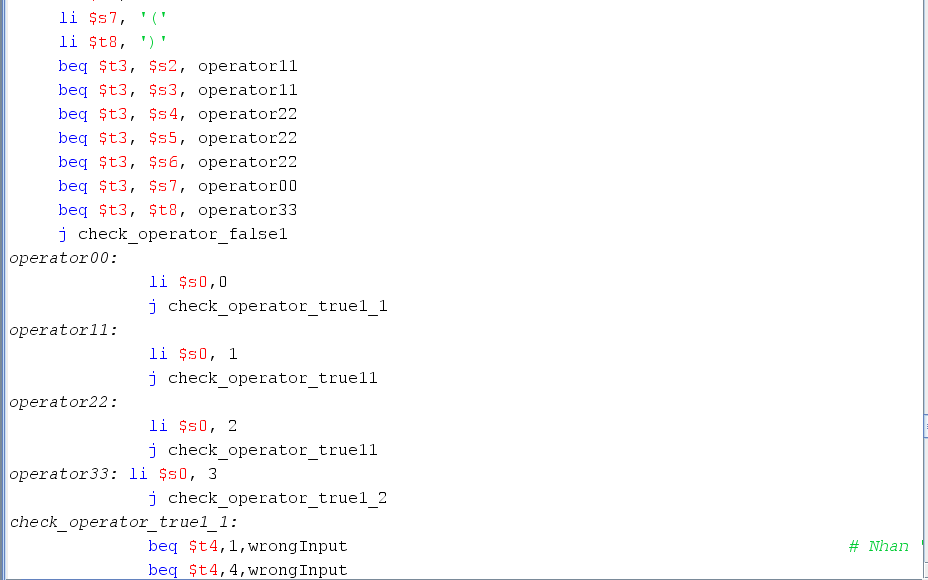 li $s7, '('
li $t8, ')'
beq $t3, $s2, operator11
beq $t3, $s3, operator11
beq $t3, $s4, operator22
beq $t3, $s5, operator22
beq $t3, $s6, operator22
beq $t3, $s7, operator00
beq $t3, $t8, operator33
j check_operator_false1
operator00:
li $s0,0
j check_operator_true1_1
operator11:
li $s0, 1
j check_operator_true11
operator22:
li $s0, 2
j check_operator_true11
operator33: li $s0, 3
j check_operator_true1_2
check_operator_true1_1:
beq $t4,1,wrongInput # Nhan '
beq $t4,4,wrongInput